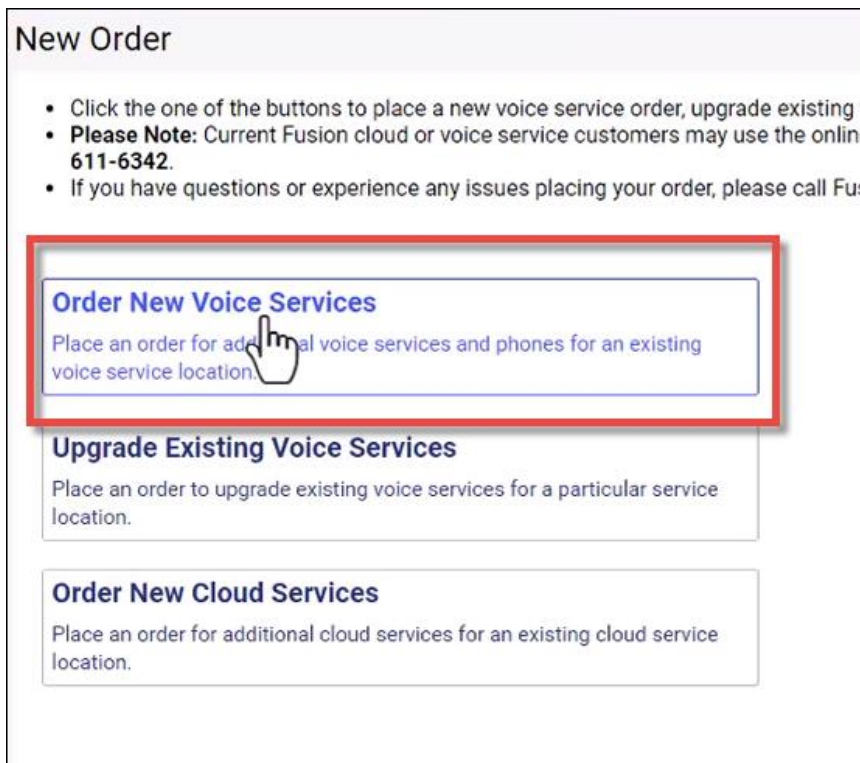 New Order
• Click the one of the buttons to place a new voice service order, upgrade existing
• Please Note: Current Fusion cloud or voice service customers may use the
611-6342.
• If you have questions or experience any issues placing your order, please call
Order New Voice Services
Place an order for voice services and phones for an existing
voice service location.
Upgrade Existing Voice Services
Place an order to upgrade existing voice services for a particular service
location.
Order New Cloud Services
Place an order for additional cloud services for an existing cloud service
location.